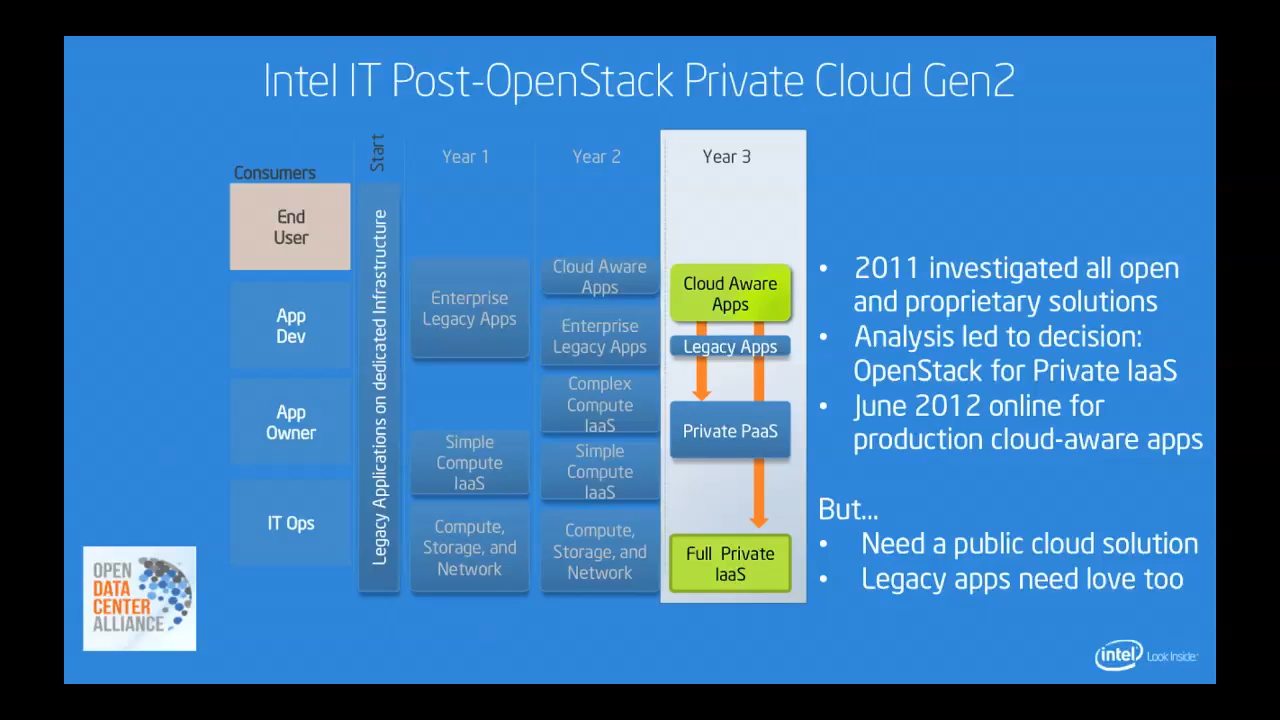 Intel IT Post-OpenStack Private Cloud Gen2
Consumers
End
User
App
Dev
App
Owner
IT Ops
Start
Legacy Applications on dedicated Infrastructure
Year 1
Enterprise
Legacy Apps
Simple
Compute
IaaS
Compute,
Storage, and
Network
Year 2
Cloud Aware
Apps
Enterprise
Legacy Apps
Complex
Compute
IaaS
Simple
Compute
IaaS
Compute,
Storage, and
Network
Year 3
Cloud Aware
Apps
Legacy Apps
Private PaaS
Full Private
IaaS
• 2011 investigated all open
and proprietary solutions
• Analysis led to decision:
OpenStack for Private IaaS
• June 2012 online for
production cloud-aware apps
But...
• Need a public cloud solution
• Legacy apps need love too
OPEN
DATA
CENTER
ALLIANCE
intel Look Inside.™